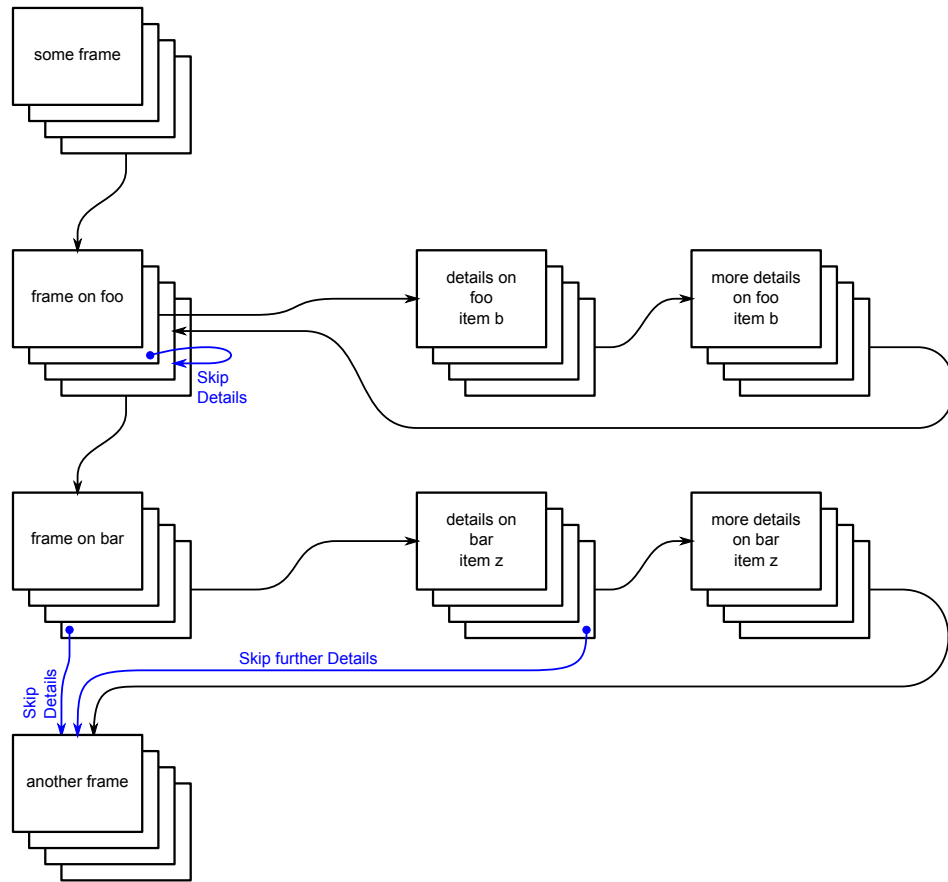 some frame
frame on foo
details on
foo
item b
more details
on foo
item b
Skip
Details
frame on bar
details on
bar
item z
more details
on bar
item z
Skip
Details
Skip further Details
another frame